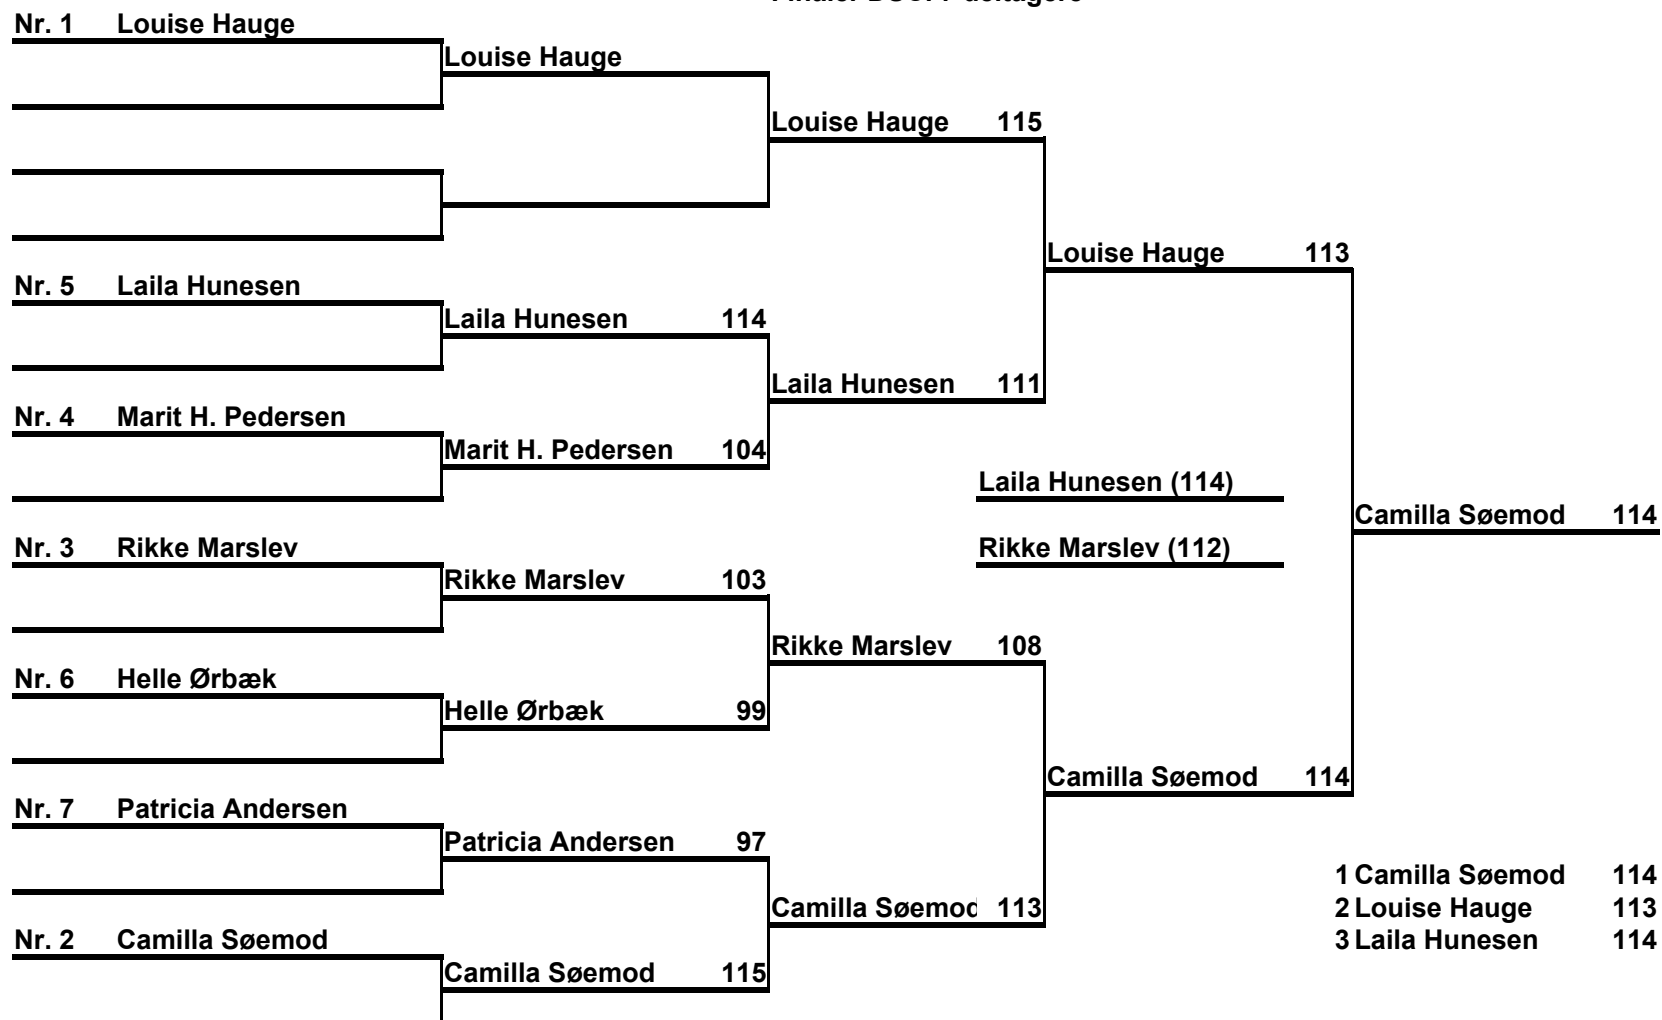 Nr. 1 Louise Hauge
Louise Hauge
Louise Hauge 115
Louise Hauge 113
Nr. 5 Laila Hunesen
Laila Hunesen 114
Laila Hunesen 111
Nr. 4 Marit H. Pedersen
Marit H. Pedersen 104
Laila Hunesen (114)
Camilla Søemod 114
Nr. 3 Rikke Marslev
Rikke Marslev (112)
Rikke Marslev 103
Rikke Marslev 108
Nr. 6 Helle Ørbæk
Helle Ørbæk 99
Camilla Søemod 114
Nr. 7 Patricia Andersen
Patricia Andersen 97
1 Camilla Søemod 114
Camilla Søemod 113
2 Louise Hauge 113
Nr. 2 Camilla Søemod
3 Laila Hunesen 114
Camilla Søemod 115